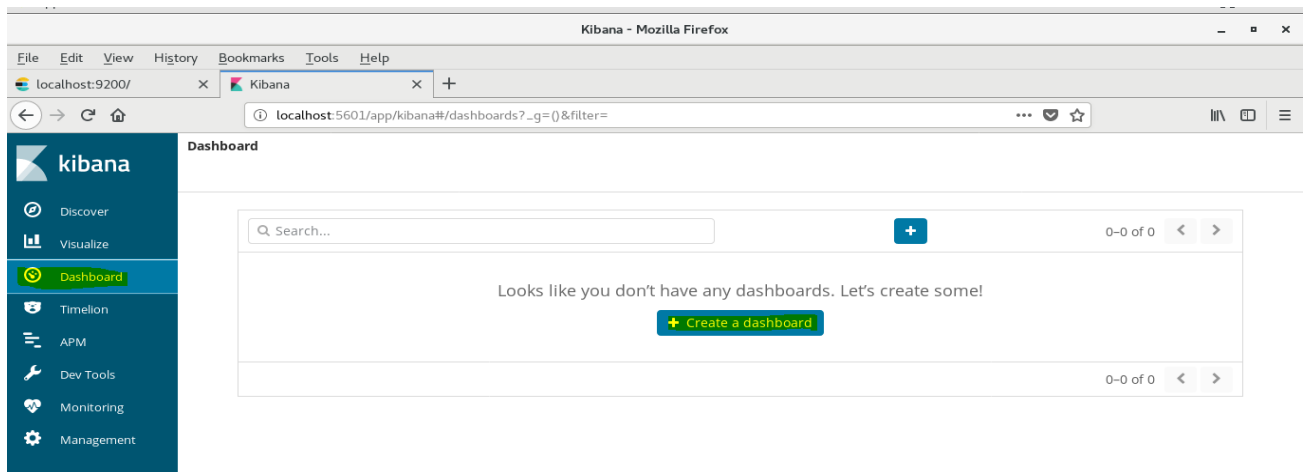 Kibana - Mozilla Firefox
File Edit View History Bookmarks Tools Help
localhost:9200/
Kibana
localhost:5601/app/kibana#/dashboards?_g=()&filter=
kibana
Dashboard
Discover
Visualize
Dashboard
Timelion
APM
Dev Tools
Monitoring
Management
Search...
0-0 of 0
Looks like you don't have any dashboards. Let's create some!
+ Create a dashboard
0-0 of 0